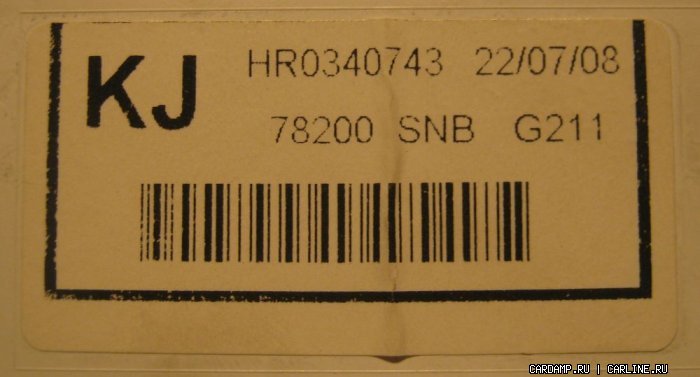 KJ HR0340743 22/07/08
78200 SNB G211
CARDAMP.RU | CARLINE.RU